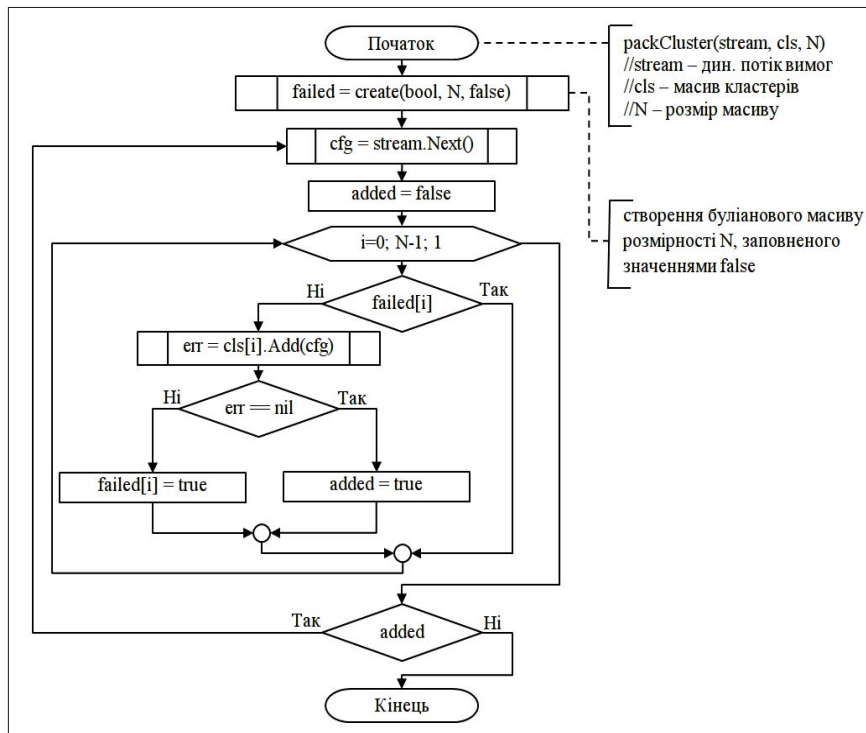 Початок
packCluster(stream, cls, N)
//stream – дин. потік вимог
//cls – масив кластерів
//N – розмір масиву
failed = create(bool, N, false)
cfg = stream.Next()
added = false
створення буліанового масиву
розмірності N, заповненого
значеннями false
i=0; N-1; 1
Ні
Так
failed[i]
err = cls[i].Add(cfg)
Ні
Так
err == nil
failed[i] = true
added = true
Так
added
Ні
Кінець